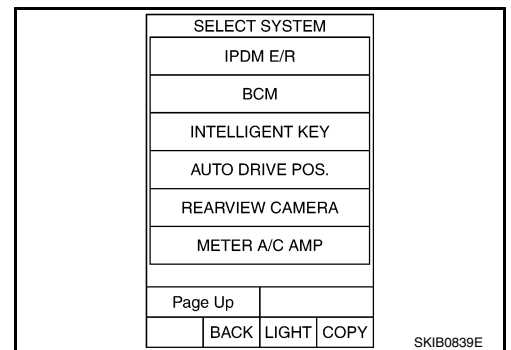 SELECT SYSTEM
IPDM E/R
BCM
INTELLIGENT KEY
AUTO DRIVE POS.
REARVIEW CAMERA
METER A/C AMP
Page Up
BACK LIGHT COPY
SKIB0839E